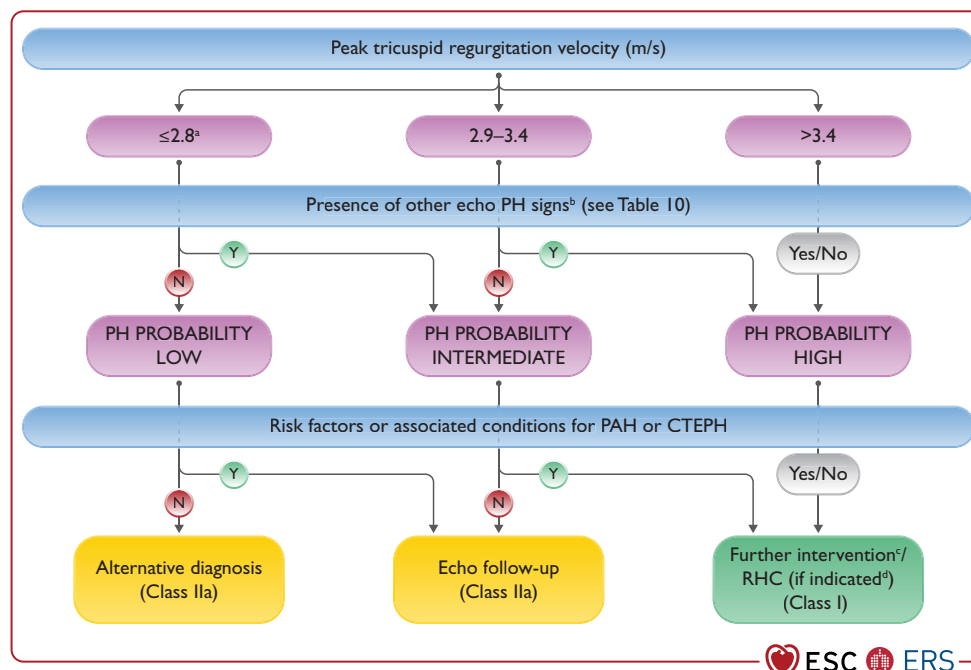 Peak tricuspid regurgitation velocity (m/s)
≤2.8ᵃ
2.9–3.4
>3.4
Presence of other echo PH signsᵇ (see Table 10)
Y
Y
Yes/No
N
N
PH PROBABILITY
LOW
PH PROBABILITY
INTERMEDIATE
PH PROBABILITY
HIGH
Risk factors or associated conditions for PAH or CTEPH
Y
Y
Yes/No
N
N
Alternative diagnosis
(Class IIa)
Echo follow-up
(Class IIa)
Further interventionᶜ/
RHC (if indicatedᵈ)
(Class I)
ESC ERS